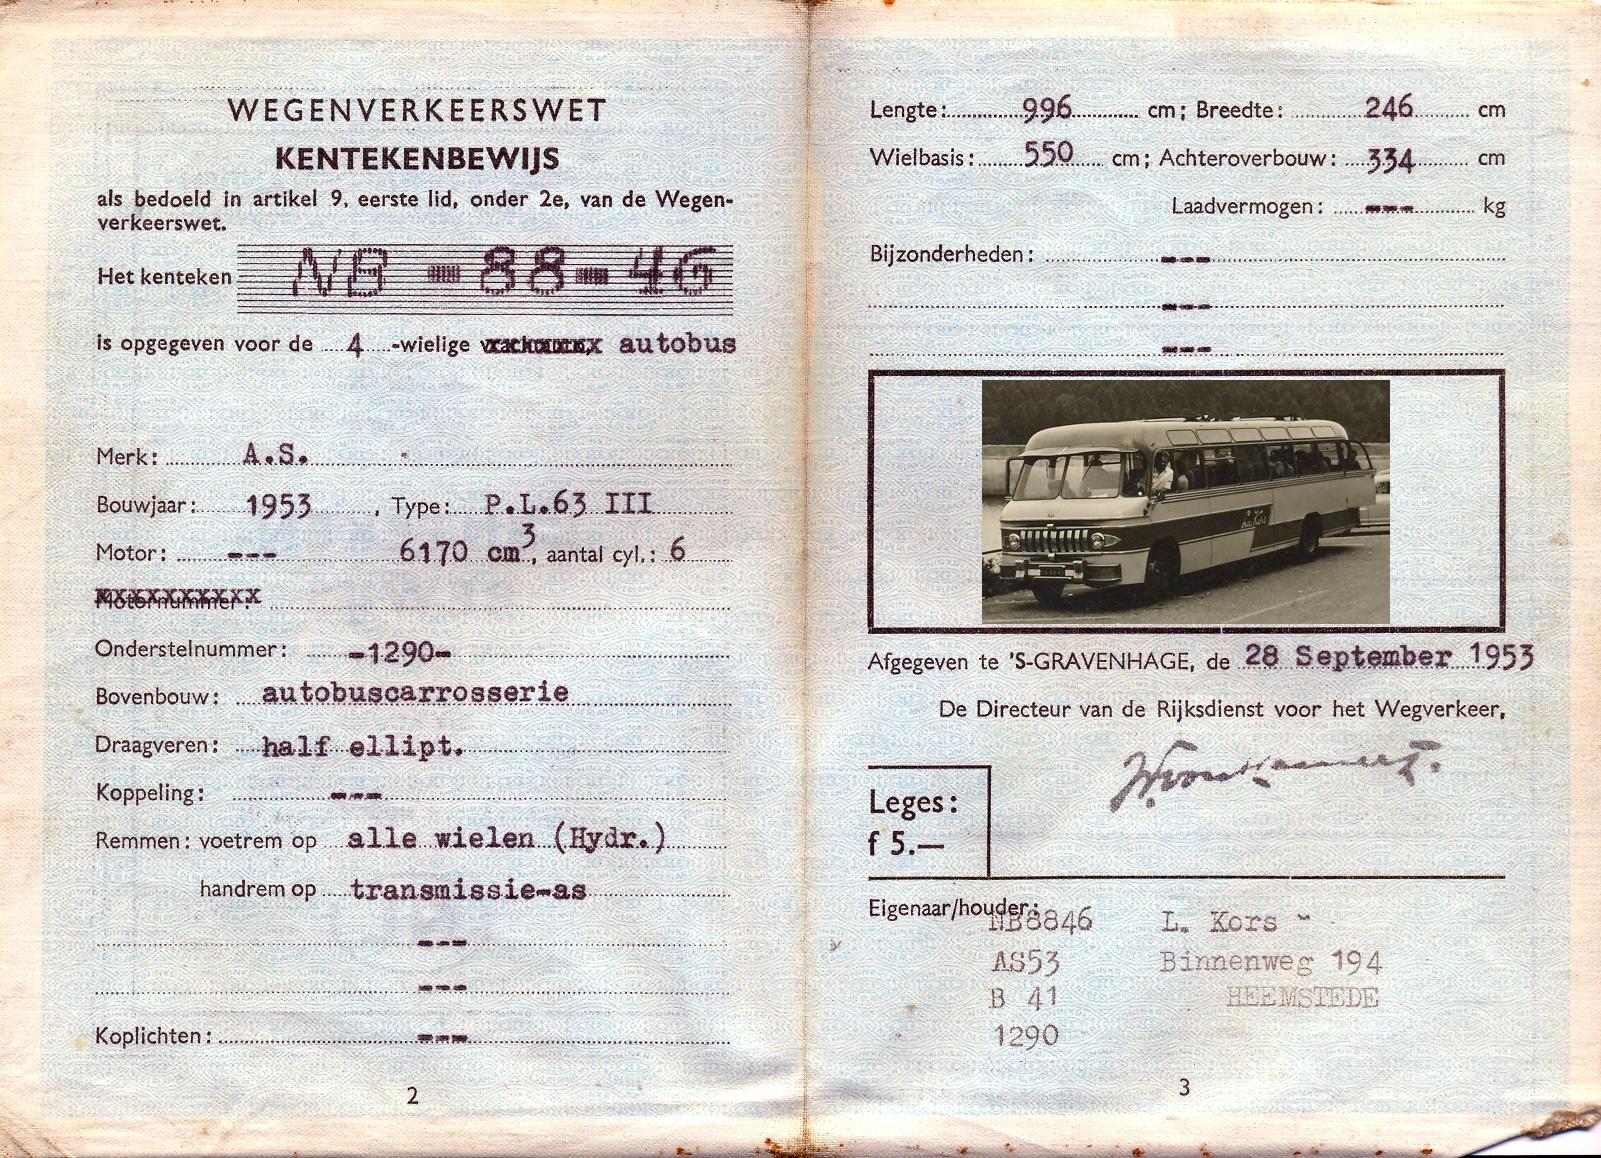 WEGENVERKEERSWET
KENTEKENBEWIJS
als bedoeld in artikel 9, eerste lid, onder 2e, van de Wegen-
verkeerswet.
Het kenteken NB-88-46
is opgegeven voor de 4 -wielige autobus
Merk: A.S.
Bouwjaar: 1953, Type: P.L.63 III
Motor: --- 6170 cm3, aantal cyl.: 6
Motornummer:
Onderstelnummer: -1290-
Bovenbouw: autobuscarrosserie
Draagveren: half ellipt.
Koppeling: ---
Remmen: voetrem op alle wielen (Hydr.)
handrem op transmissie-as
---
---
Koplichten: ---
2
Lengte: 996 cm; Breedte: 246 cm
Wielbasis: 550 cm; Achteroverbouw: 334 cm
Laadvermogen: --- kg
Bijzonderheden: ---
---
---
Afgegeven te 'S-GRAVENHAGE, de 28 September 1953
De Directeur van de Rijksdienst voor het Wegverkeer,
Leges:
f 5.—
Eigenaar/houder:
NB8846 L. Kors
AS53 Binnenweg 194
B 41 HEEMSTEDE
1290
3